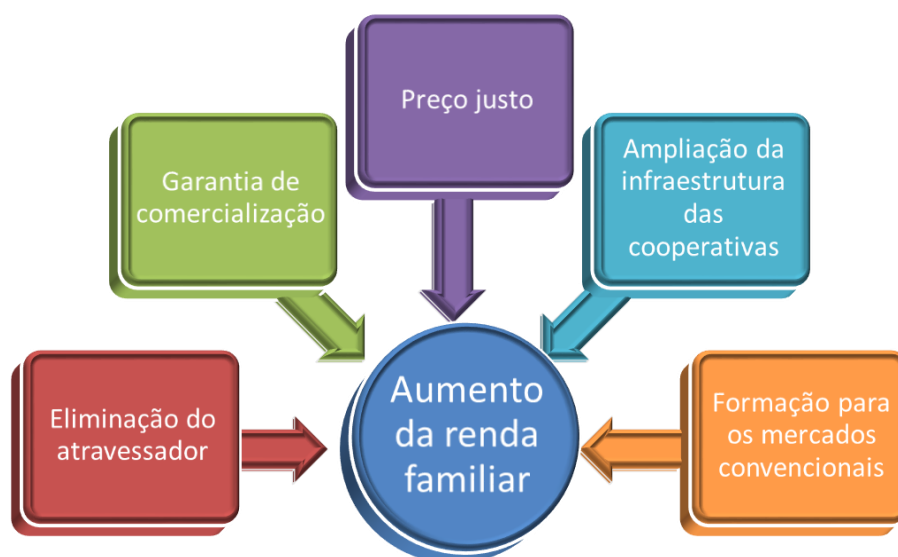 Preço justo
Garantia de
comercialização
Ampliação da
infraestrutura
das
cooperativas
Eliminação do
atravessador
Aumento
da renda
familiar
Formação para
os mercados
convencionais